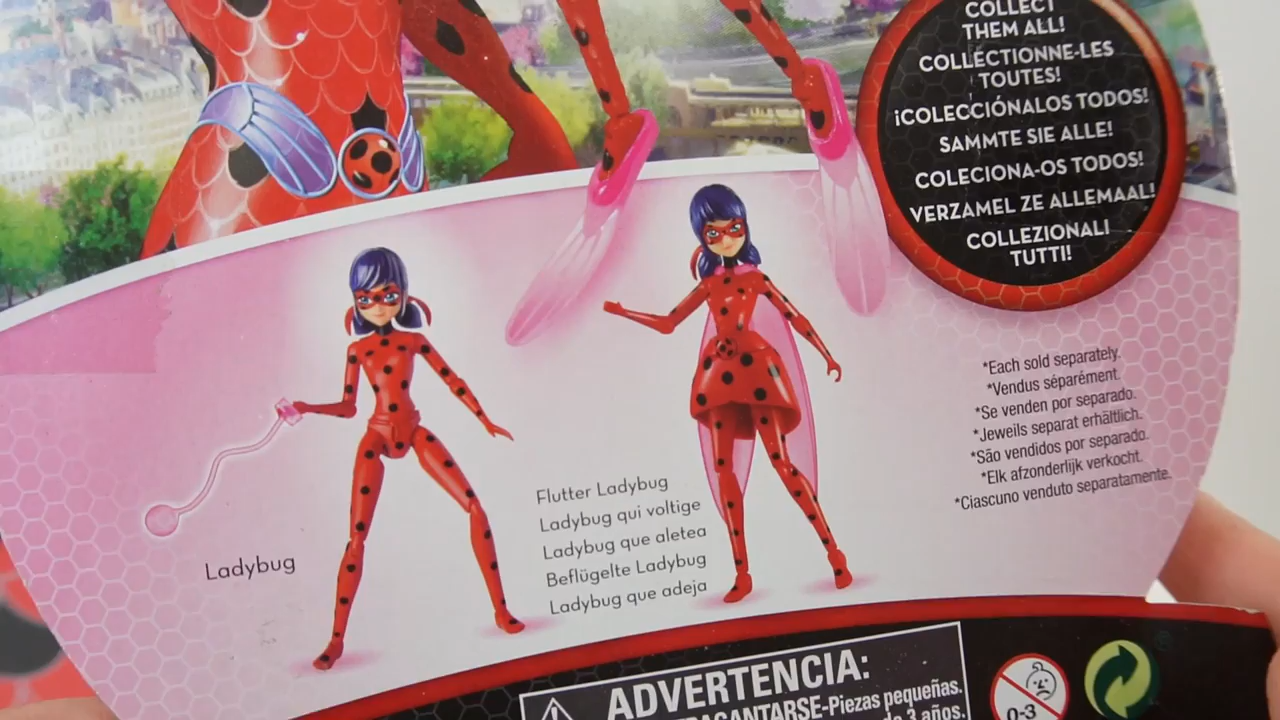 COLLECT
THEM ALL!
COLLECTIONNE-LES
TOUTES!
¡COLECCIÓNALOS TODOS!
SAMMTE SIE ALLE!
COLECIONA-OS TODOS!
VERZAMEL ZE ALLEMAAL!
COLLEZIONALI
TUTTI!
*Each sold separately.
*Vendus séparément.
*Se venden por separado.
*Jeweils separat erhältlich.
*São vendidos por separado.
*Elk afzonderlijk verkocht.
*Ciascuno venduto separatamente.
Flutter Ladybug
Ladybug qui voltige
Ladybug que aletea
Beflügelte Ladybug
Ladybug que adeja
Ladybug
ADVERTENCIA:
-Piezas pequeñas.
de 3 años.
0-3